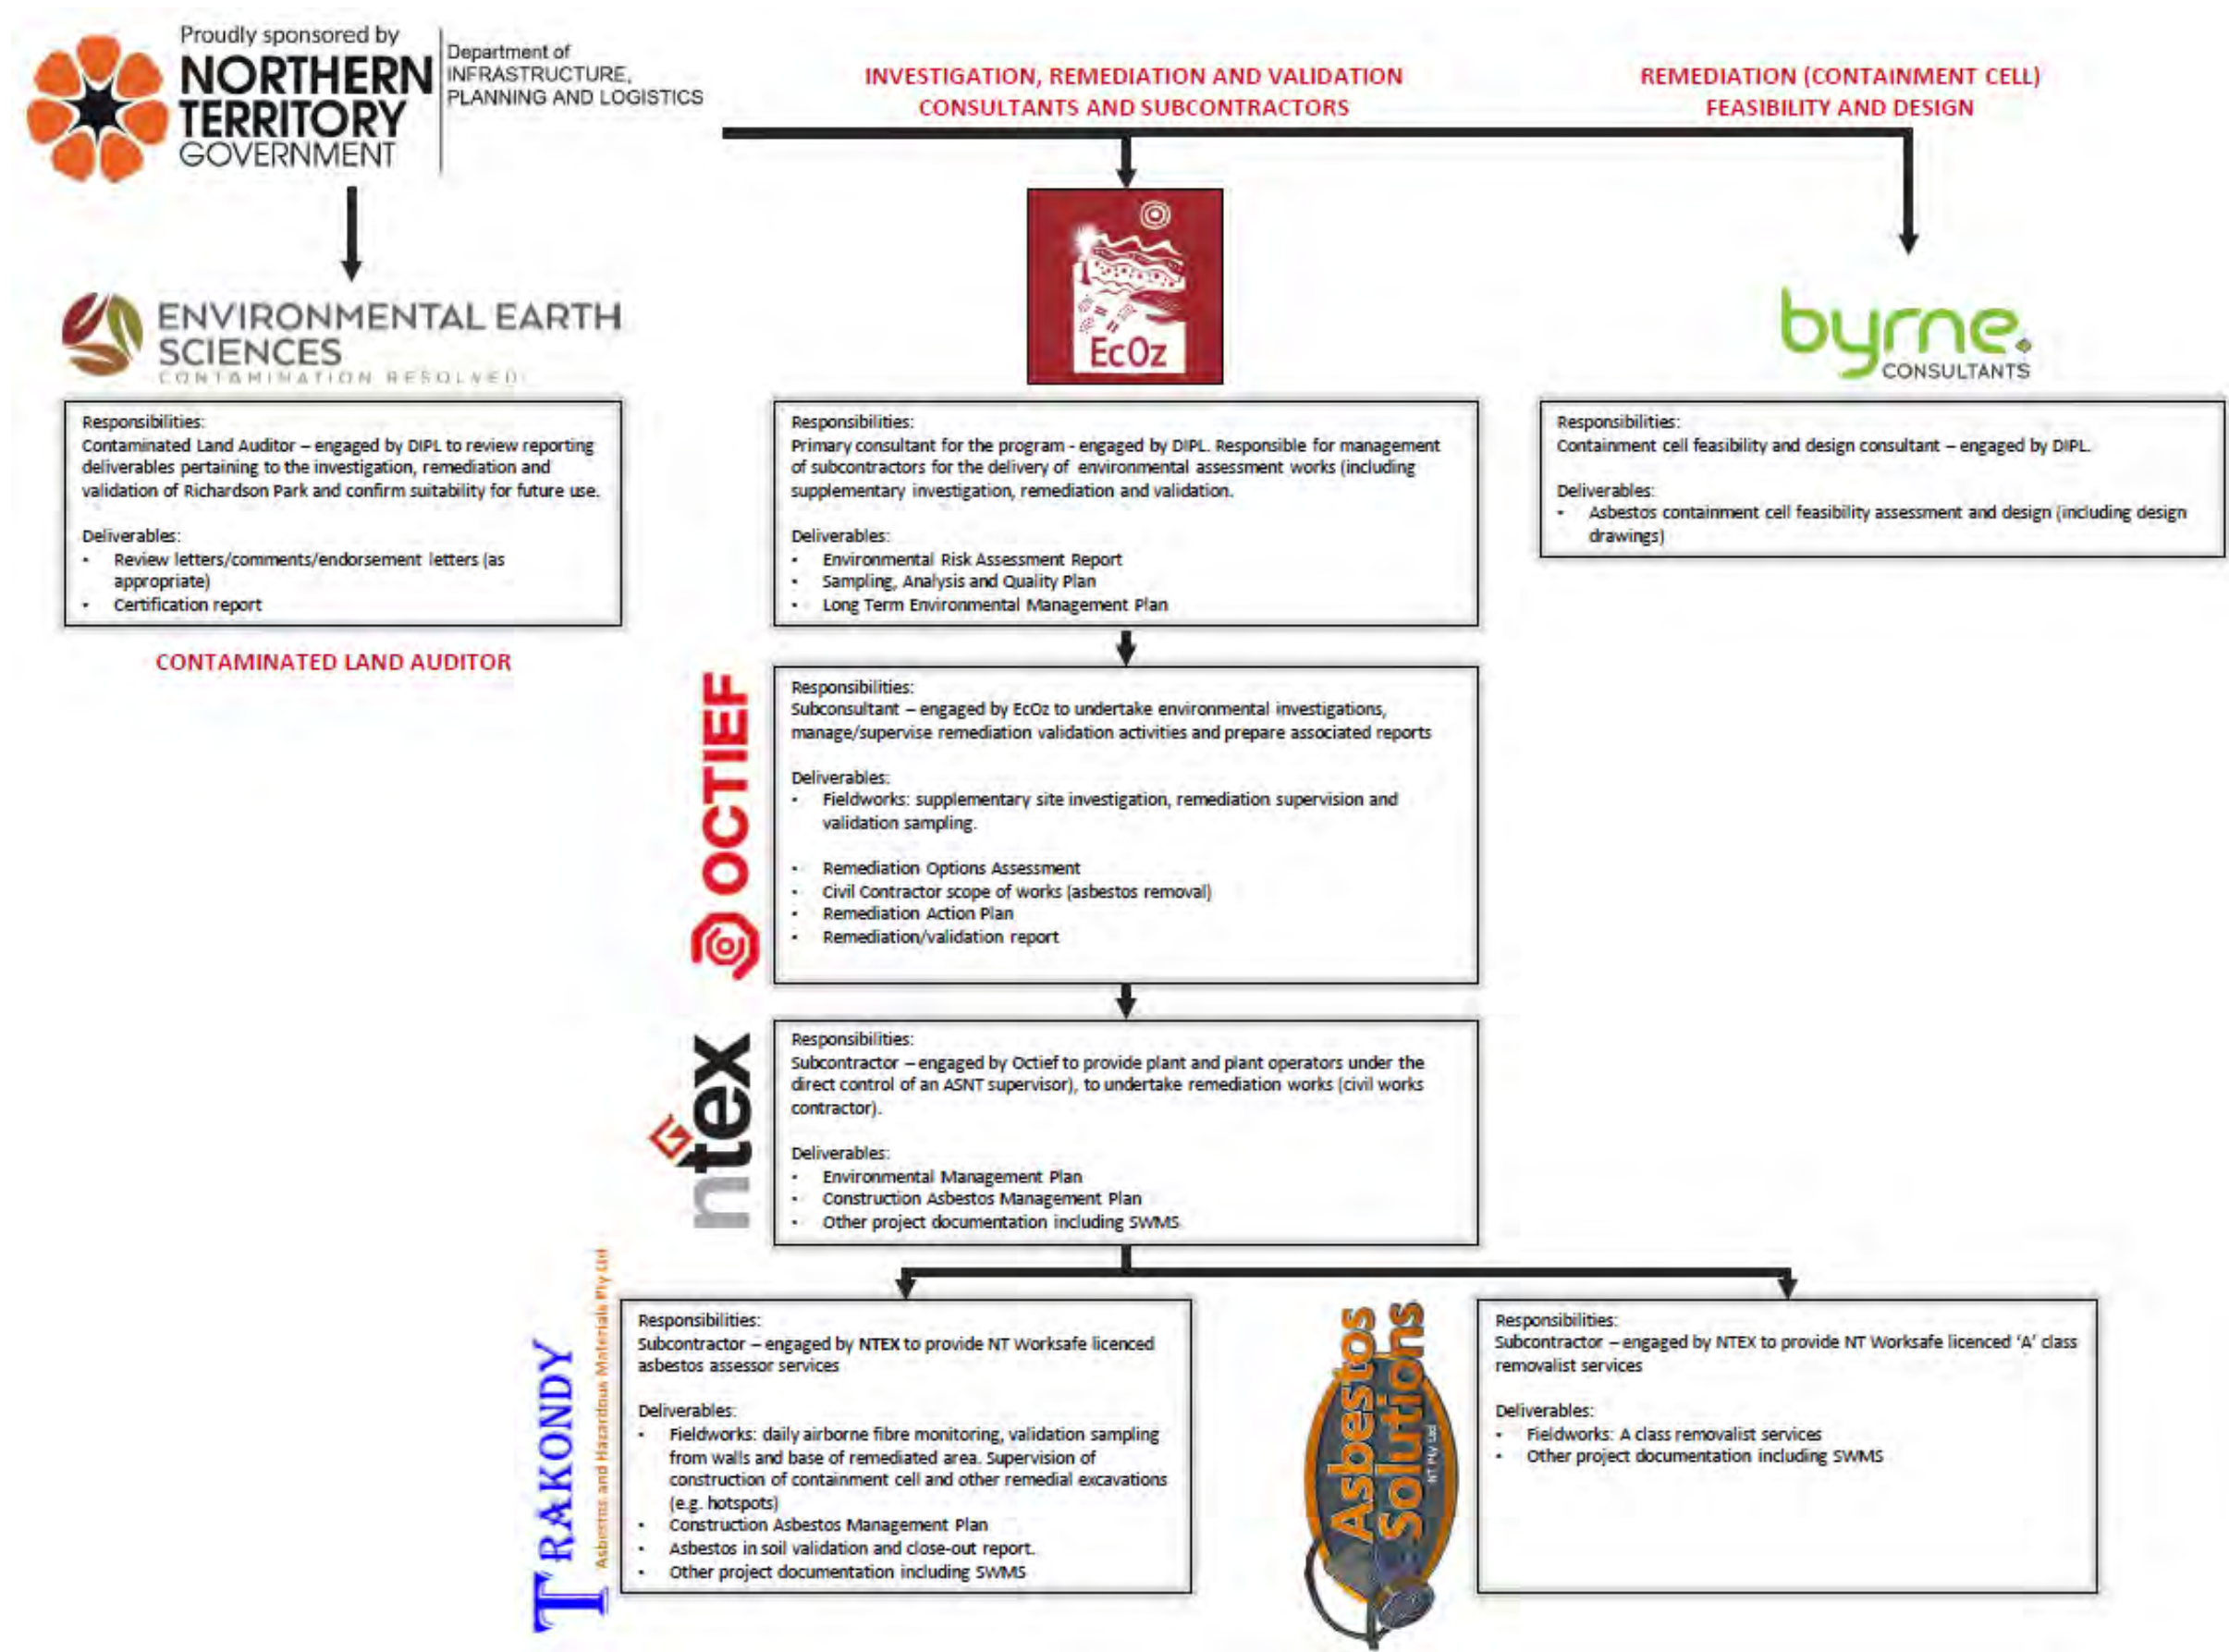 Proudly sponsored by
NORTHERN
TERRITORY
GOVERNMENT
Department of
INFRASTRUCTURE,
PLANNING AND LOGISTICS
INVESTIGATION, REMEDIATION AND VALIDATION
CONSULTANTS AND SUBCONTRACTORS
REMEDIATION (CONTAINMENT CELL)
FEASIBILITY AND DESIGN
ENVIRONMENTAL EARTH
SCIENCES
CONTAMINATION RESOLVED
Responsibilities:
Contaminated Land Auditor – engaged by DIPL to review reporting
deliverables pertaining to the investigation, remediation and
validation of Richardson Park and confirm suitability for future use.
Deliverables:
• Review letters/comments/endorsement letters (as
appropriate)
• Certification report
CONTAMINATED LAND AUDITOR
EcOz
Responsibilities:
Primary consultant for the program - engaged by DIPL. Responsible for management
of subcontractors for the delivery of environmental assessment works (including
supplementary investigation, remediation and validation.
Deliverables:
• Environmental Risk Assessment Report
• Sampling, Analysis and Quality Plan
• Long Term Environmental Management Plan
byrne
CONSULTANTS
Responsibilities:
Containment cell feasibility and design consultant – engaged by DIPL.
Deliverables:
• Asbestos containment cell feasibility assessment and design (including design
drawings)
OCTIEF
Responsibilities:
Subconsultant – engaged by EcOz to undertake environmental investigations,
manage/supervise remediation validation activities and prepare associated reports
Deliverables:
• Fieldworks: supplementary site investigation, remediation supervision and
validation sampling.
• Remediation Options Assessment
• Civil Contractor scope of works (asbestos removal)
• Remediation Action Plan
• Remediation/validation report
ntex
Responsibilities:
Subcontractor – engaged by Octief to provide plant and plant operators under the
direct control of an ASNT supervisor), to undertake remediation works (civil works
contractor).
Deliverables:
• Environmental Management Plan
• Construction Asbestos Management Plan
• Other project documentation including SWMS
TRAKONDY
Asbestos and Hazardous Materials Pty Ltd
Responsibilities:
Subcontractor – engaged by NTEX to provide NT Worksafe licenced
asbestos assessor services
Deliverables:
• Fieldworks: daily airborne fibre monitoring, validation sampling
from walls and base of remediated area. Supervision of
construction of containment cell and other remedial excavations
(e.g. hotspots)
• Construction Asbestos Management Plan
• Asbestos in soil validation and close-out report.
• Other project documentation including SWMS
Asbestos
Solutions
NT Pty Ltd
Responsibilities:
Subcontractor – engaged by NTEX to provide NT Worksafe licenced ‘A’ class
removalist services
Deliverables:
• Fieldworks: A class removalist services
• Other project documentation including SWMS